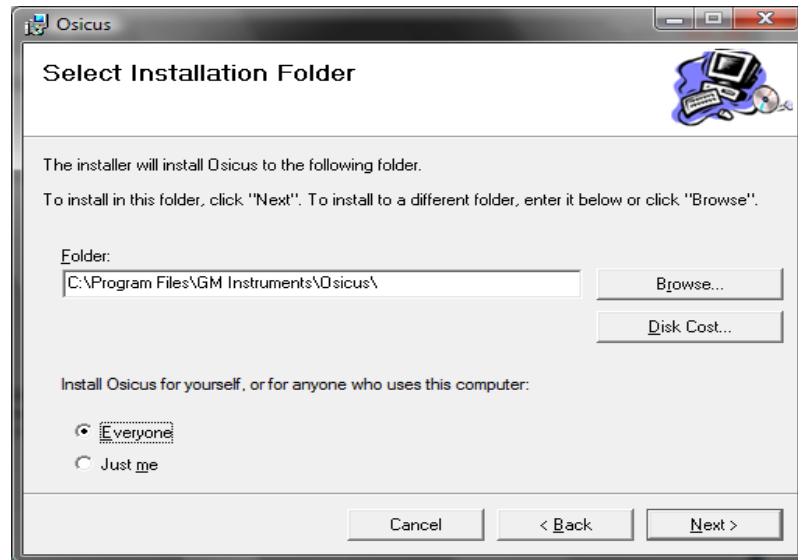 Osicus
Select Installation Folder
The installer will install Osicus to the following folder.
To install in this folder, click "Next". To install to a different folder, enter it below or click "Browse".
Folder:
C:\Program Files\GM Instruments\Osicus\
Browse...
Disk Cost...
Install Osicus for yourself, or for anyone who uses this computer:
Everyone
Just me
Cancel
< Back
Next >